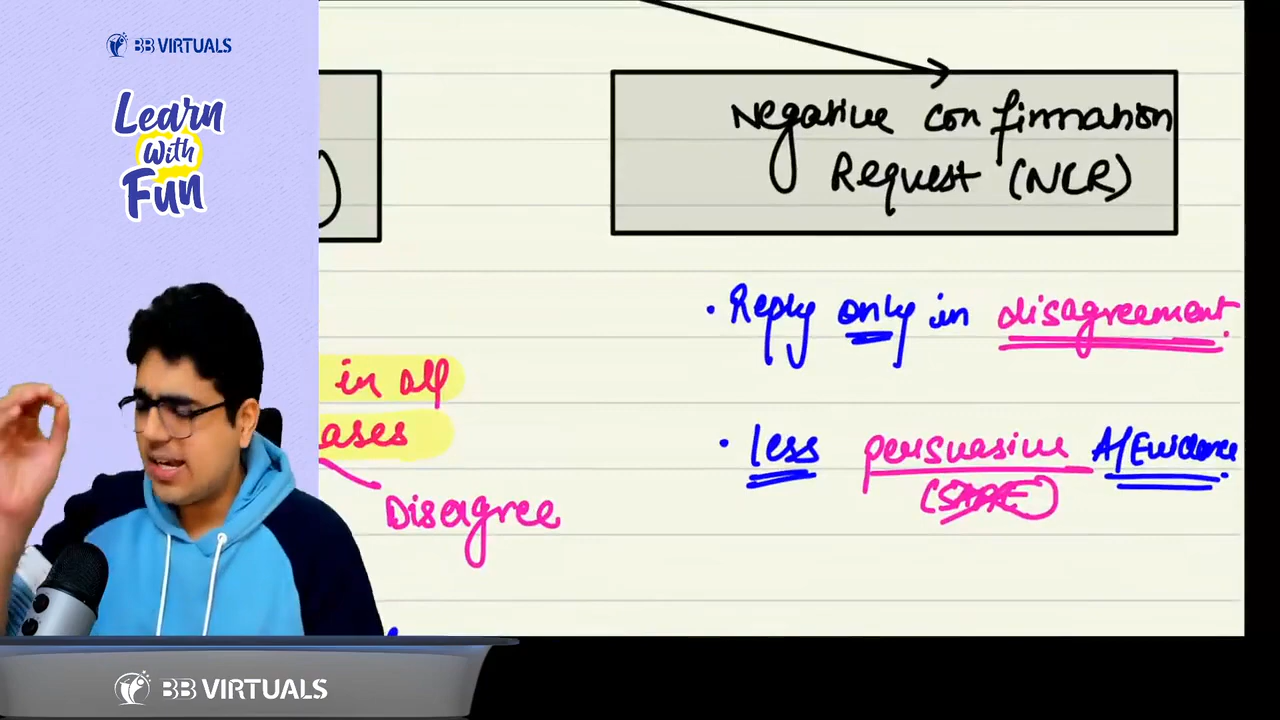 BB VIRTUALS
Learn
With
Fun
Negative confirmation
Request (NCR)
)
• Reply only in disagreement.
in all
ases
• less persuasive A/Evidence
Disagree
BB VIRTUALS